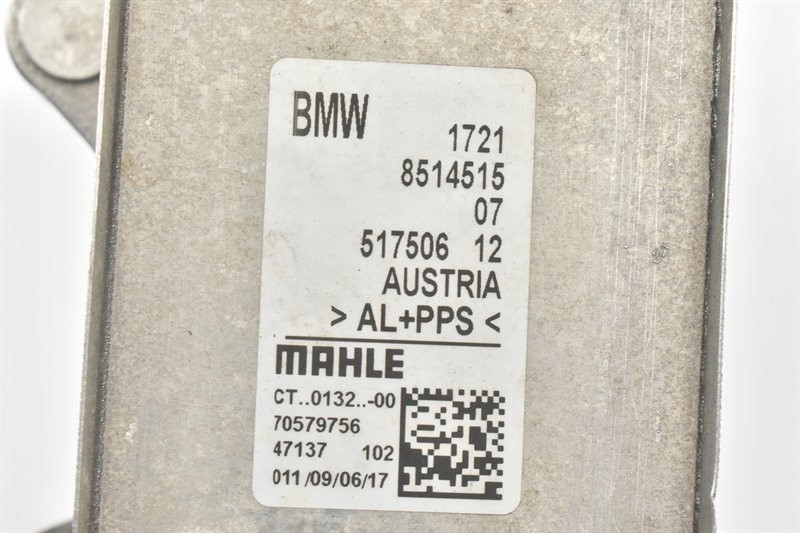 BMW 1721
8514515
07
517506 12
AUSTRIA
> AL+PPS <
MAHLE
CT..0132..-00
70579756
47137 102
011/09/06/17